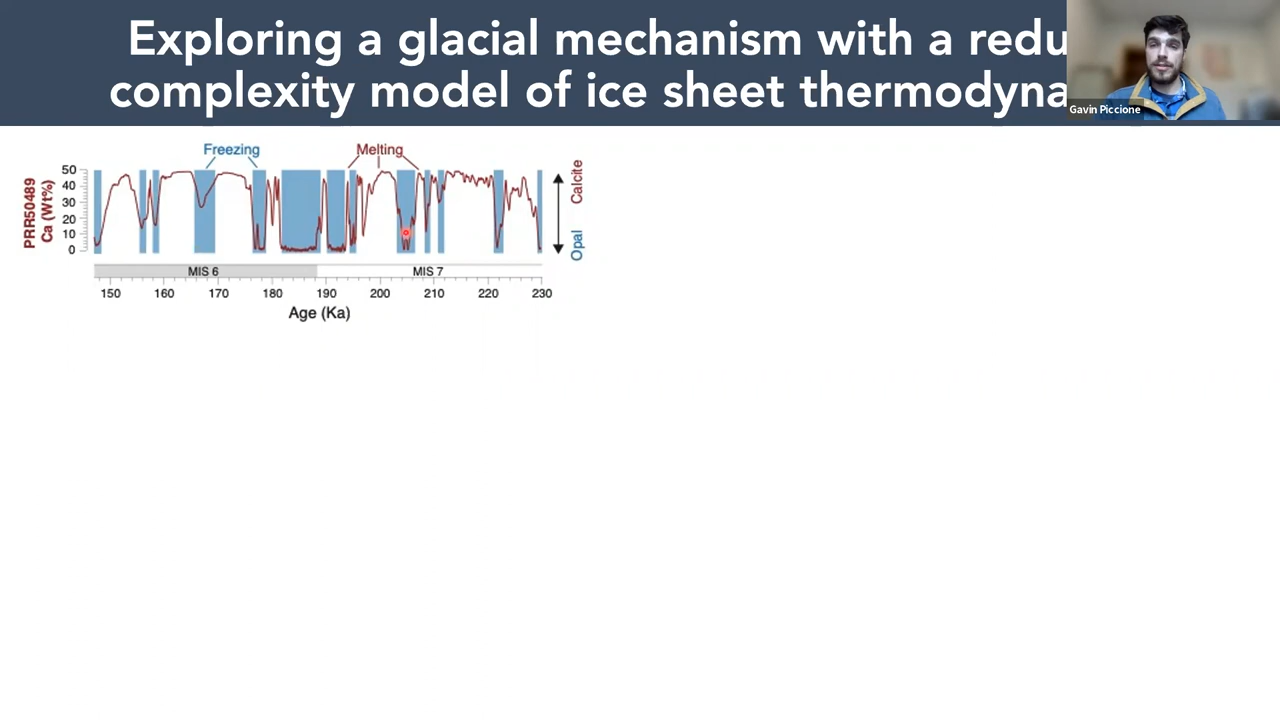 Exploring a glacial mechanism with a redu
complexity model of ice sheet thermodyna
Gavin Piccione
Freezing
Melting
PRR50489
Ca (Wt%)
50
40
30
20
10
0
Calcite
Opal
MIS 6
MIS 7
150 160 170 180 190 200 210 220 230
Age (Ka)